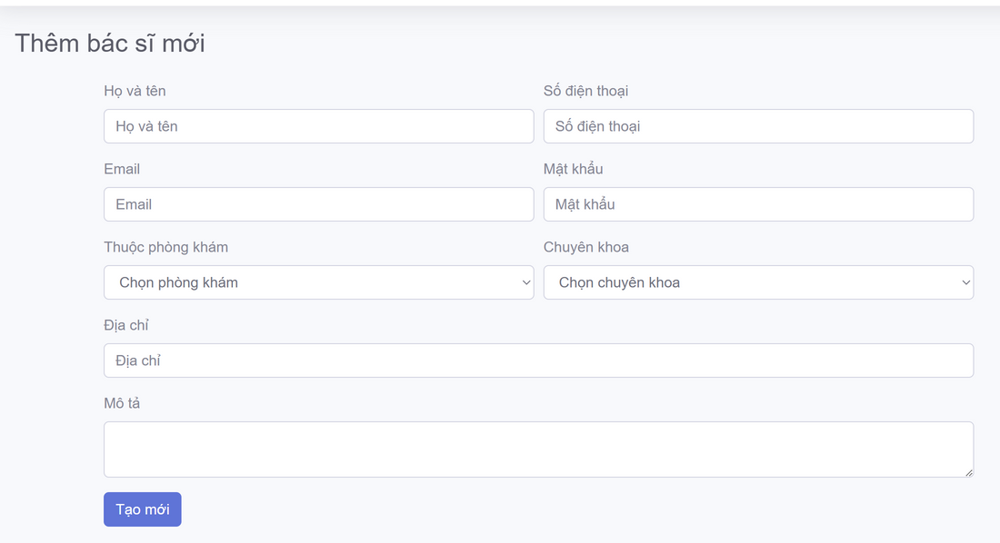 Thêm bác sĩ mới
Họ và tên
Số điện thoại
Họ và tên
Số điện thoại
Email
Mật khẩu
Email
Mật khẩu
Thuộc phòng khám
Chuyên khoa
Chọn phòng khám
Chọn chuyên khoa
Địa chỉ
Địa chỉ
Mô tả
Tạo mới